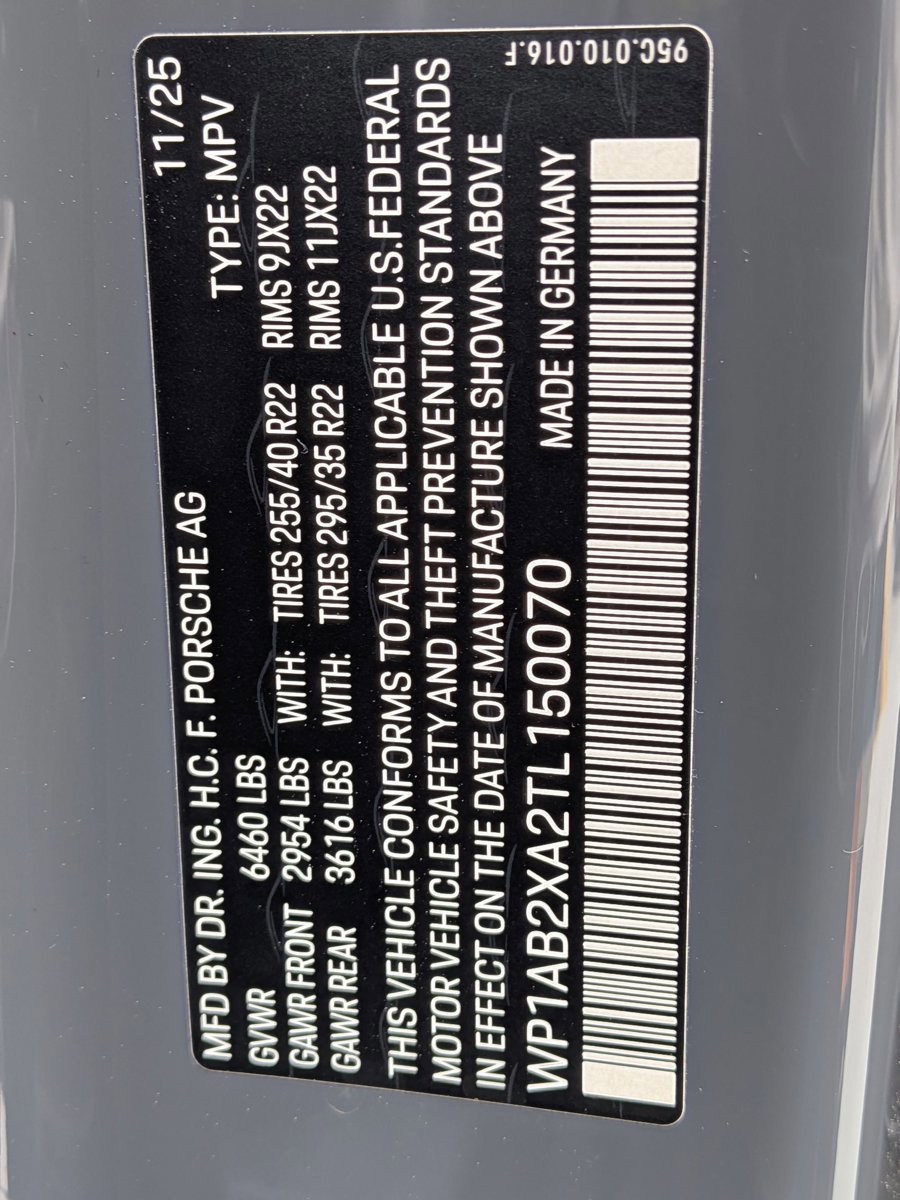 MFD BY DR. ING. H.C. F. PORSCHE AG 11/25
GVWR 6460 LBS TYPE: MPV
GAWR FRONT 2954 LBS WITH: TIRES 255/40 R22 RIMS 9JX22
GAWR REAR 3616 LBS WITH: TIRES 295/35 R22 RIMS 11JX22
THIS VEHICLE CONFORMS TO ALL APPLICABLE U.S.FEDERAL
MOTOR VEHICLE SAFETY AND THEFT PREVENTION STANDARDS
IN EFFECT ON THE DATE OF MANUFACTURE SHOWN ABOVE
WP1AB2XA2TL150070 MADE IN GERMANY
95C.010.016.F